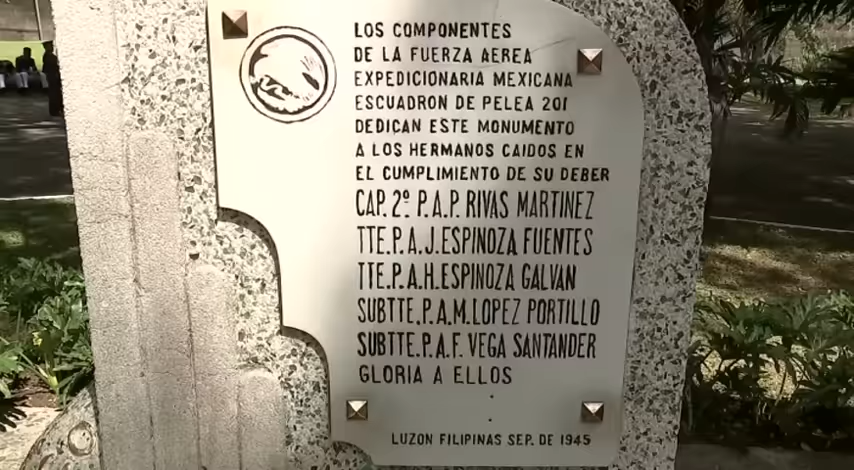 LOS COMPONENTES
DE LA FUERZA AEREA
EXPEDICIONARIA MEXICANA
ESCUADRON DE PELEA 201
DEDICAN ESTE MONUMENTO
A LOS HERMANOS CAIDOS EN
EL CUMPLIMIENTO DE SU DEBER
CAP. 2º P.A.P. RIVAS MARTINEZ
TTE.P.A.J.ESPINOZA FUENTES
TTE.P.A.H.ESPINOZA GALVAN
SUBTTE.P.A.M.LOPEZ PORTILLO
SUBTTE.P.A.F.VEGA SANTANDER
GLORIA A ELLOS
LUZON FILIPINAS SEP. DE 1945